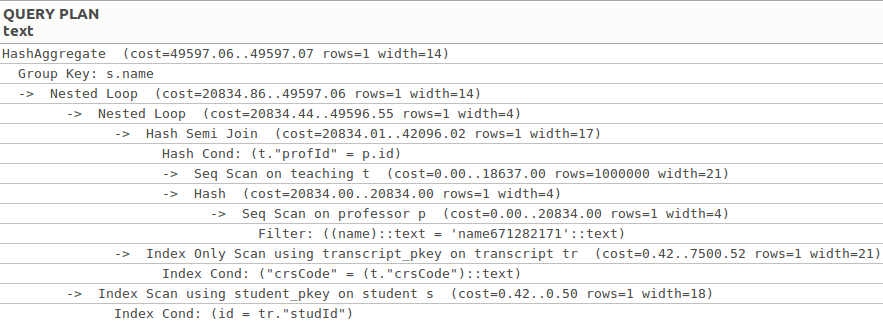 QUERY PLAN
text
HashAggregate  (cost=49597.06..49597.07 rows=1 width=14)
  Group Key: s.name
  ->  Nested Loop  (cost=20834.86..49597.06 rows=1 width=14)
        ->  Nested Loop  (cost=20834.44..49596.55 rows=1 width=4)
              ->  Hash Semi Join  (cost=20834.01..42096.02 rows=1 width=17)
                    Hash Cond: (t."profId" = p.id)
                    ->  Seq Scan on teaching t  (cost=0.00..18637.00 rows=1000000 width=21)
                    ->  Hash  (cost=20834.00..20834.00 rows=1 width=4)
                          ->  Seq Scan on professor p  (cost=0.00..20834.00 rows=1 width=4)
                                Filter: ((name)::text = 'name671282171'::text)
              ->  Index Only Scan using transcript_pkey on transcript tr  (cost=0.42..7500.52 rows=1 width=21)
                    Index Cond: ("crsCode" = (t."crsCode")::text)
        ->  Index Scan using student_pkey on student s  (cost=0.42..0.50 rows=1 width=18)
              Index Cond: (id = tr."studId")